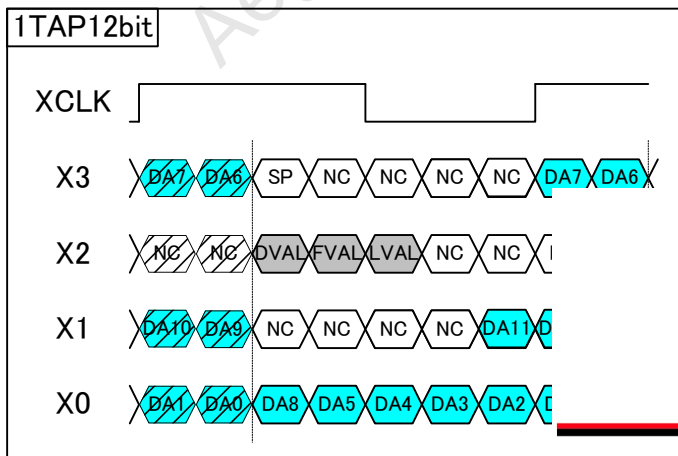 1TAP12bit
XCLK
X3 DA7 DA6 SP NC NC NC NC DA7 DA6
X2 NC NC DVAL FVAL LVAL NC NC
X1 DA10 DA9 NC NC NC NC DA11
X0 DA1 DA0 DA8 DA5 DA4 DA3 DA2